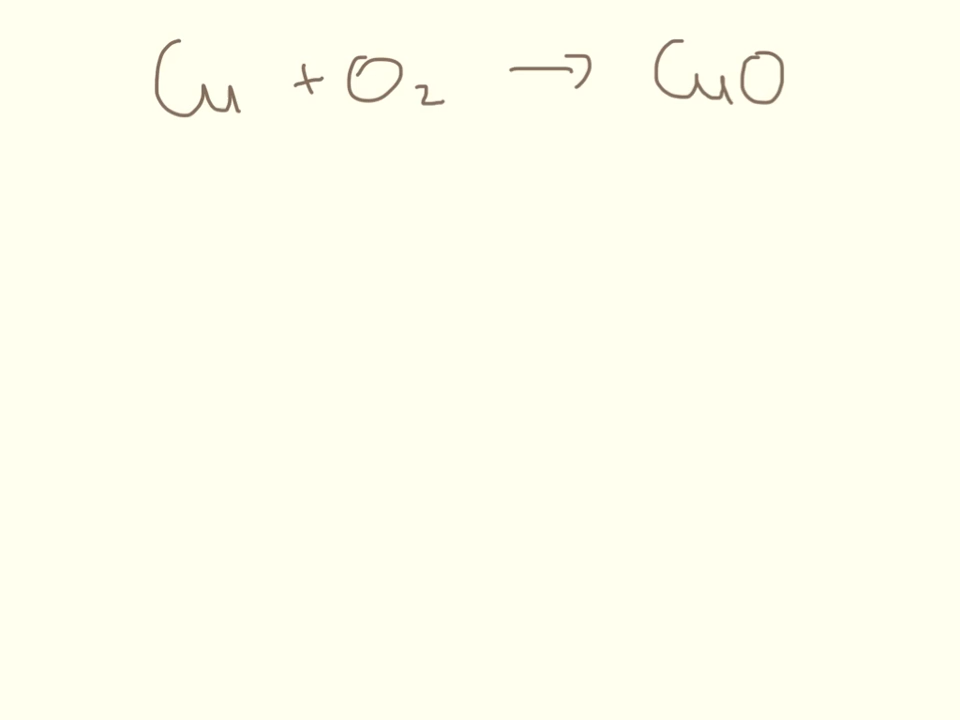 Cu + O₂ → CuO